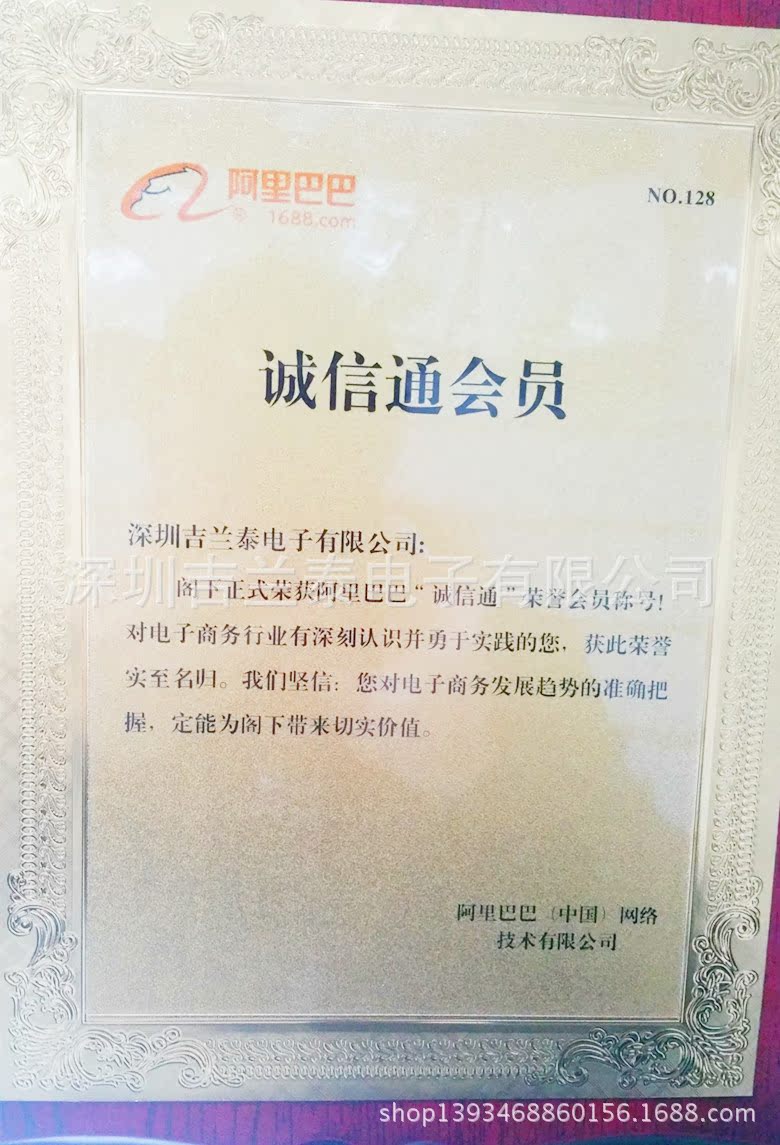 阿里巴巴
NO.128
® 1688.com
诚信通会员
深圳吉兰泰电子有限公司:
深圳吉兰泰电子有限公司
阁下正式荣获阿里巴巴“诚信通”荣誉会员称号!
对电子商务行业有深刻认识并勇于实践的您，获此荣誉
实至名归。我们坚信：您对电子商务发展趋势的准确把
握，定能为阁下带来切实价值。
阿里巴巴（中国）网络
技术有限公司
shop1393468860156.1688.com